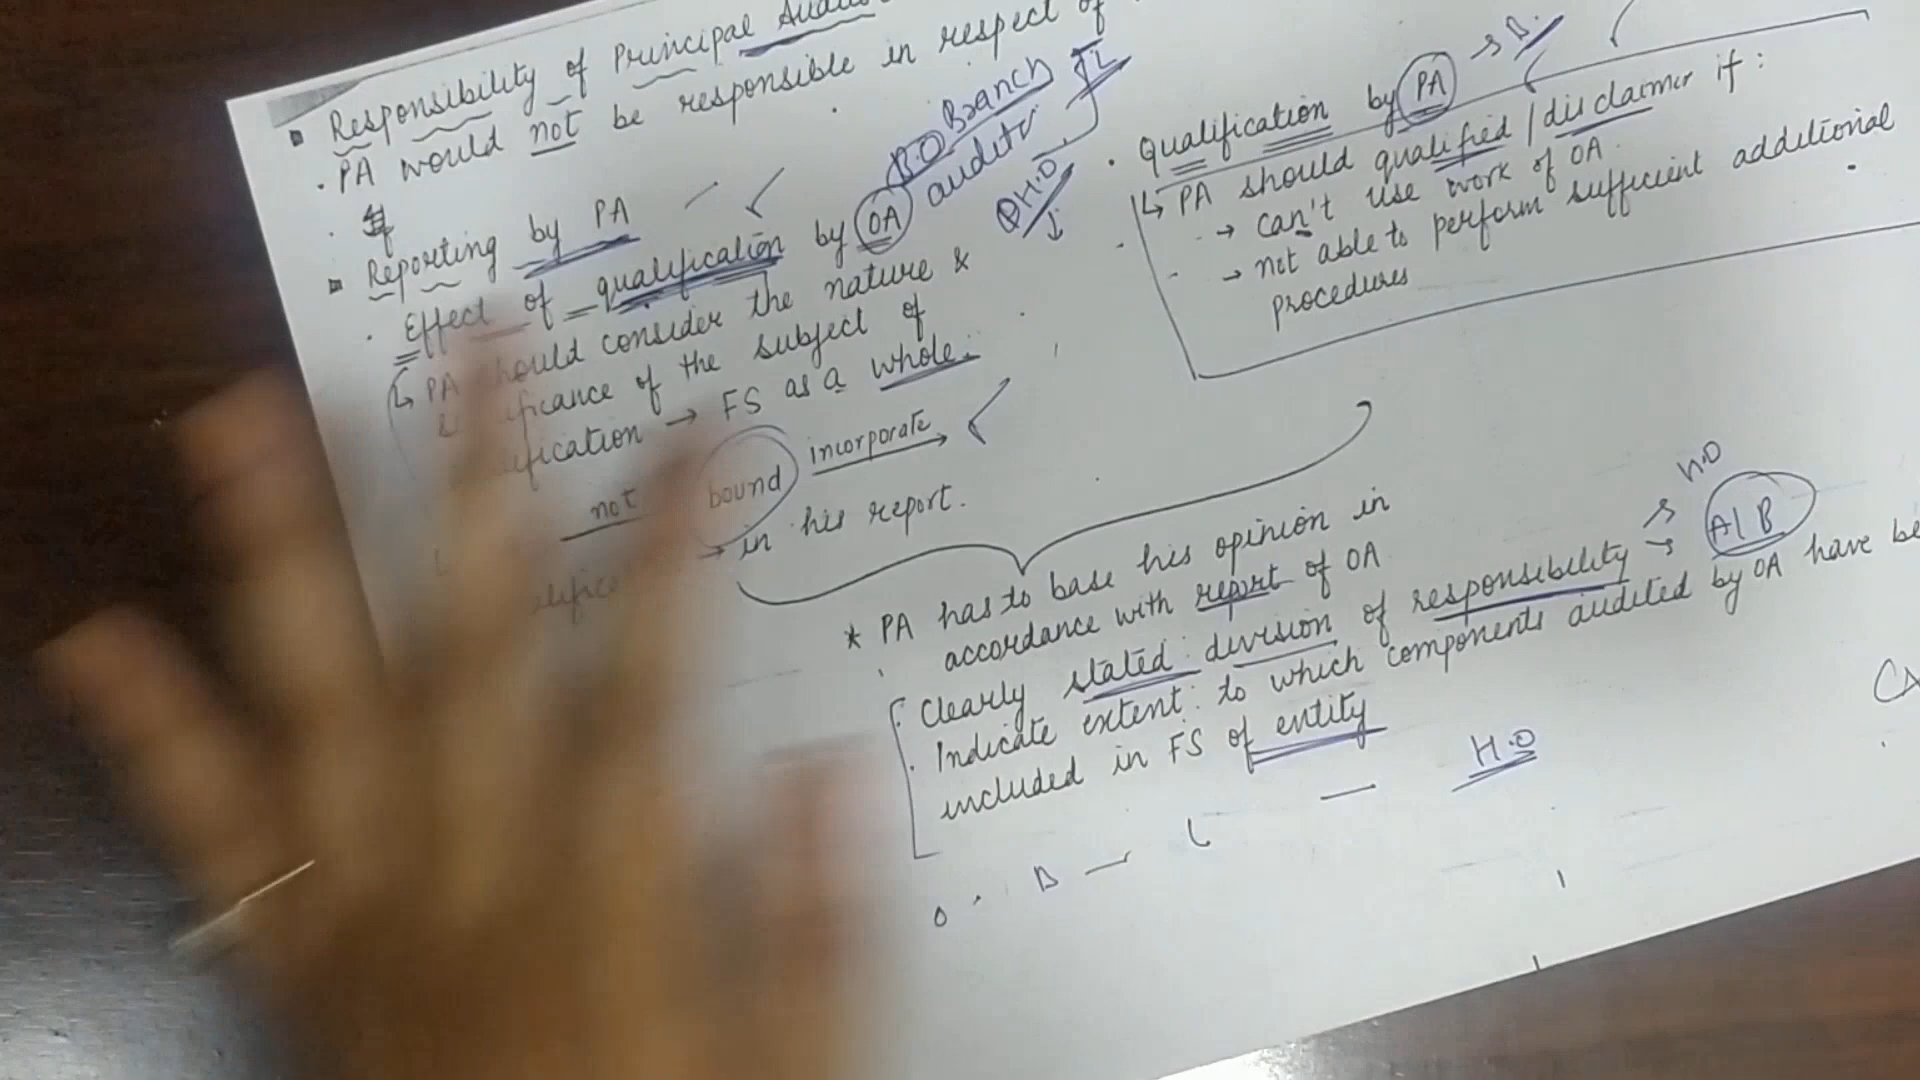 Responsibility of Principal
PA would not be responsible in respect of
Reporting by PA
Effect of qualification by OA
B.O Branch
auditor
H.O
PA should consider the nature &
of the subject of
FS as a whole.
not bound incorporate
in his report.
Qualification by PA
PA should qualified / disclaimer if :
can't use work of OA
not able to perform sufficient additional
procedures
* PA has to base his opinion in
accordance with report of OA
Clearly stated division of responsibility
H.O
A/B
Indicate extent to which components audited by OA have
included in FS of entity
H.O